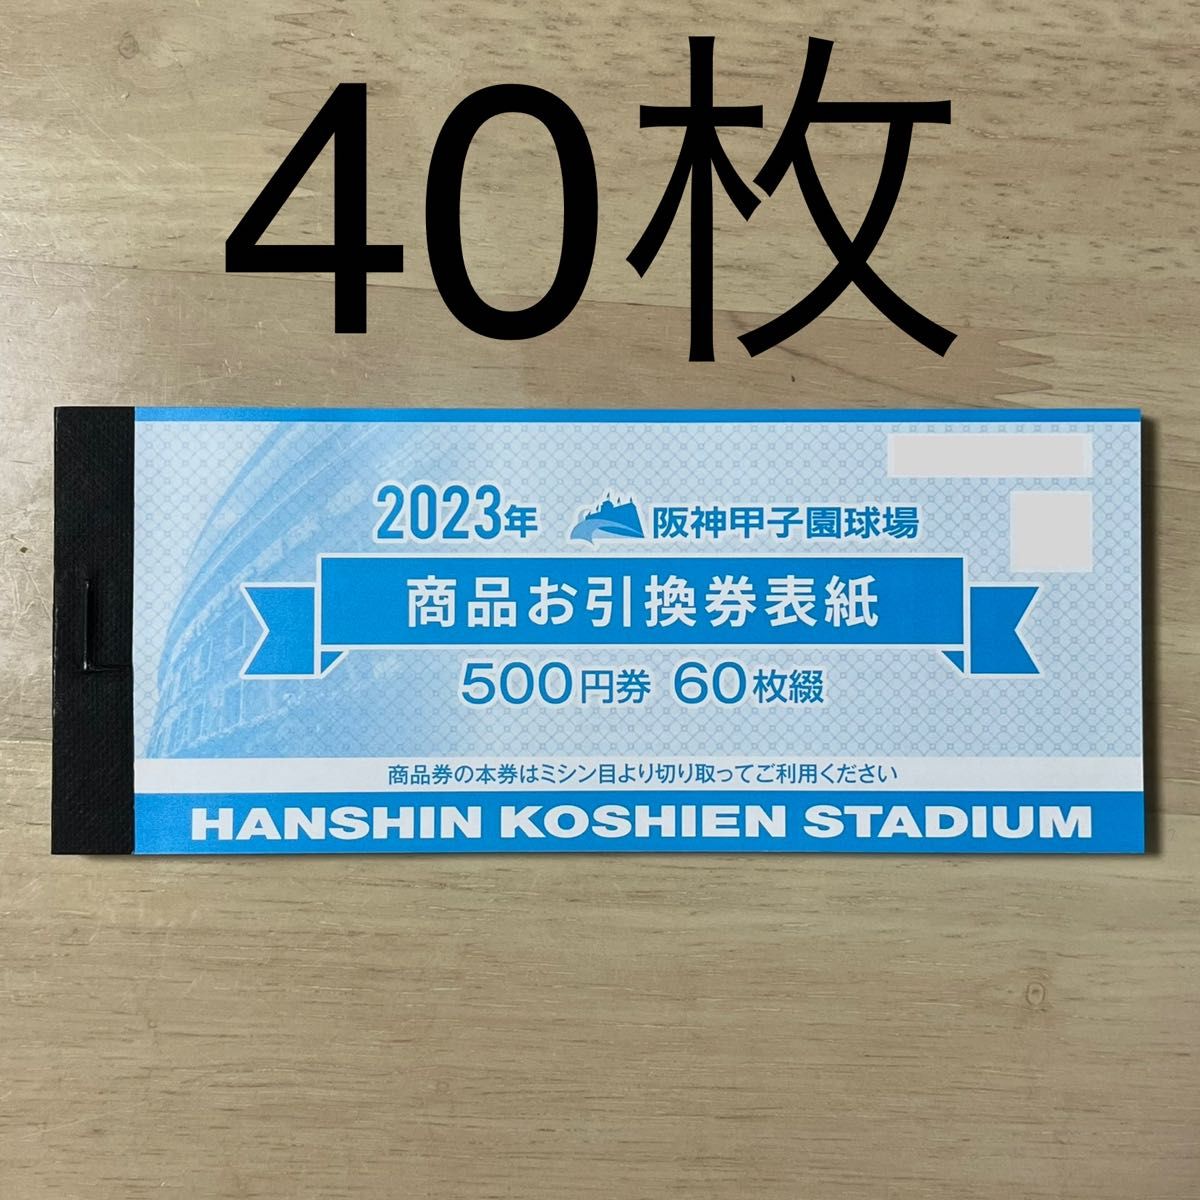 40枚
2023年 阪神甲子園球場
商品お引換券表紙
500円券 60枚綴
商品券の本券はミシン目より切り取ってご利用ください
HANSHIN KOSHIEN STADIUM